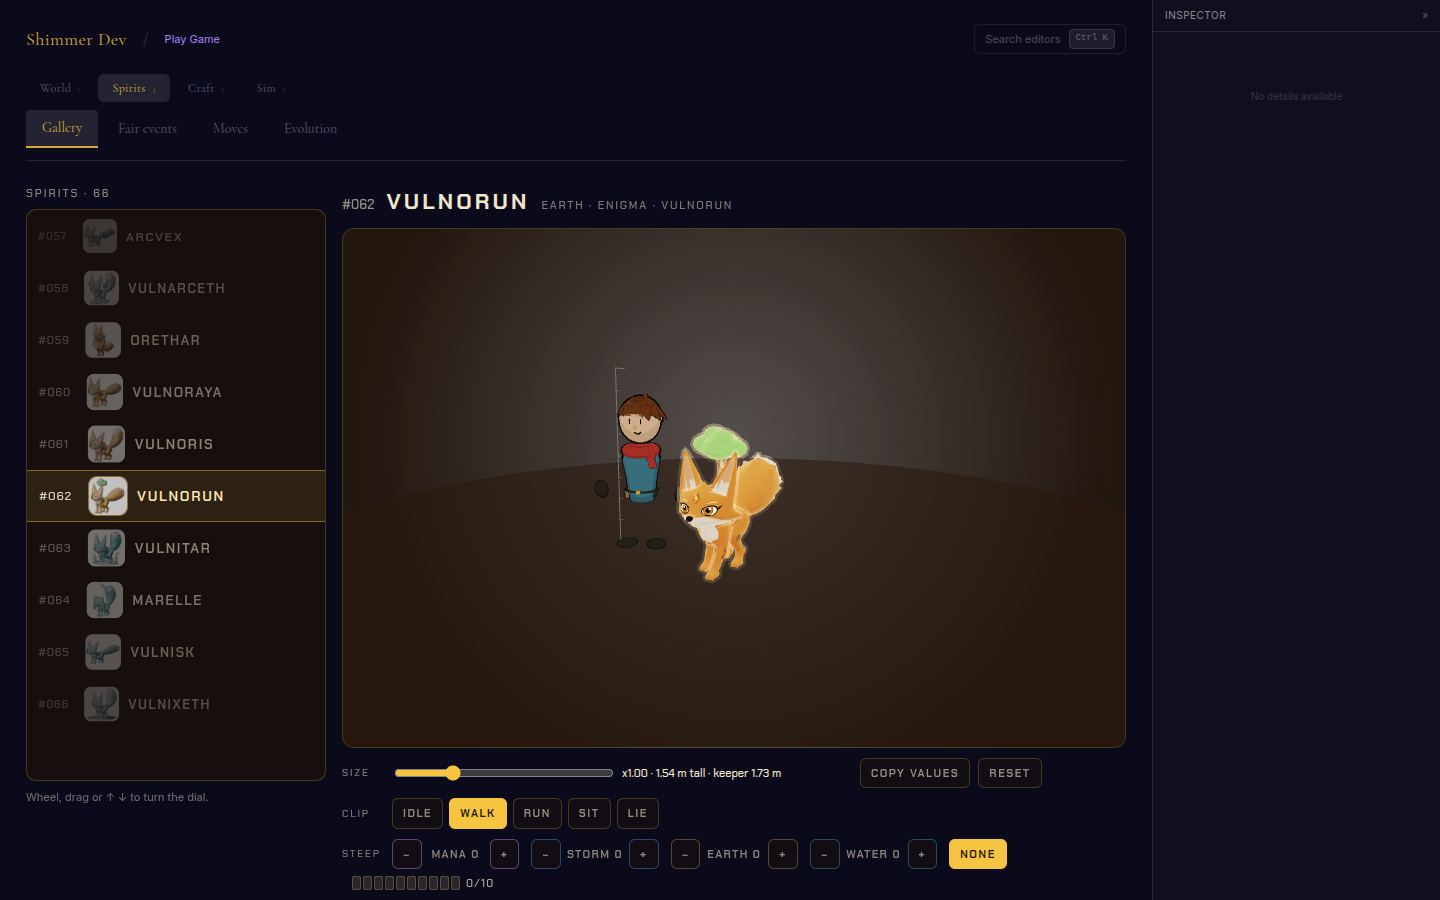 Shimmer Dev / Play Game
Search editors Ctrl K
World Spirits Craft Sim
Gallery Fair events Moves Evolution
SPIRITS · 66
#057 ARCVEX
#058 VULNARCETH
#059 ORETHAR
#060 VULNORAYA
#061 VULNORIS
#062 VULNORUN
#063 VULNITAR
#064 MARELLE
#065 VULNISK
#066 VULNIXETH
Wheel, drag or ↑ ↓ to turn the dial.
#062 VULNORUN EARTH · ENIGMA · VULNORUN
SIZE x1.00 · 1.54 m tall · keeper 1.73 m COPY VALUES RESET
CLIP IDLE WALK RUN SIT LIE
STEEP − MANA 0 + − STORM 0 + − EARTH 0 + − WATER 0 + NONE
0/10
INSPECTOR »
No details available